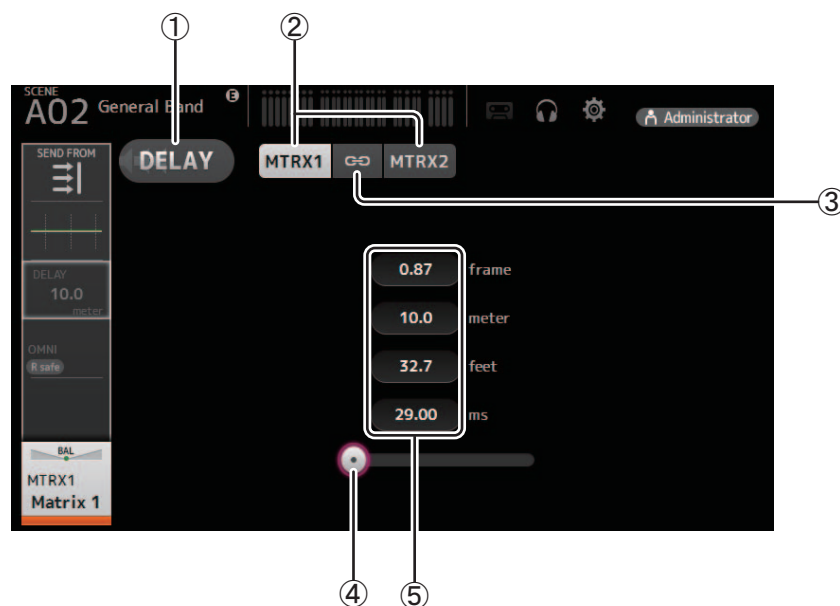 ① ②
SCENE
A02 General Band E
Administrator
SEND FROM
DELAY MTRX1 MTRX2
③
0.87 frame
DELAY
10.0
meter
10.0 meter
OMNI
R safe
32.7 feet
29.00 ms
BAL
MTRX1
Matrix 1
④ ⑤